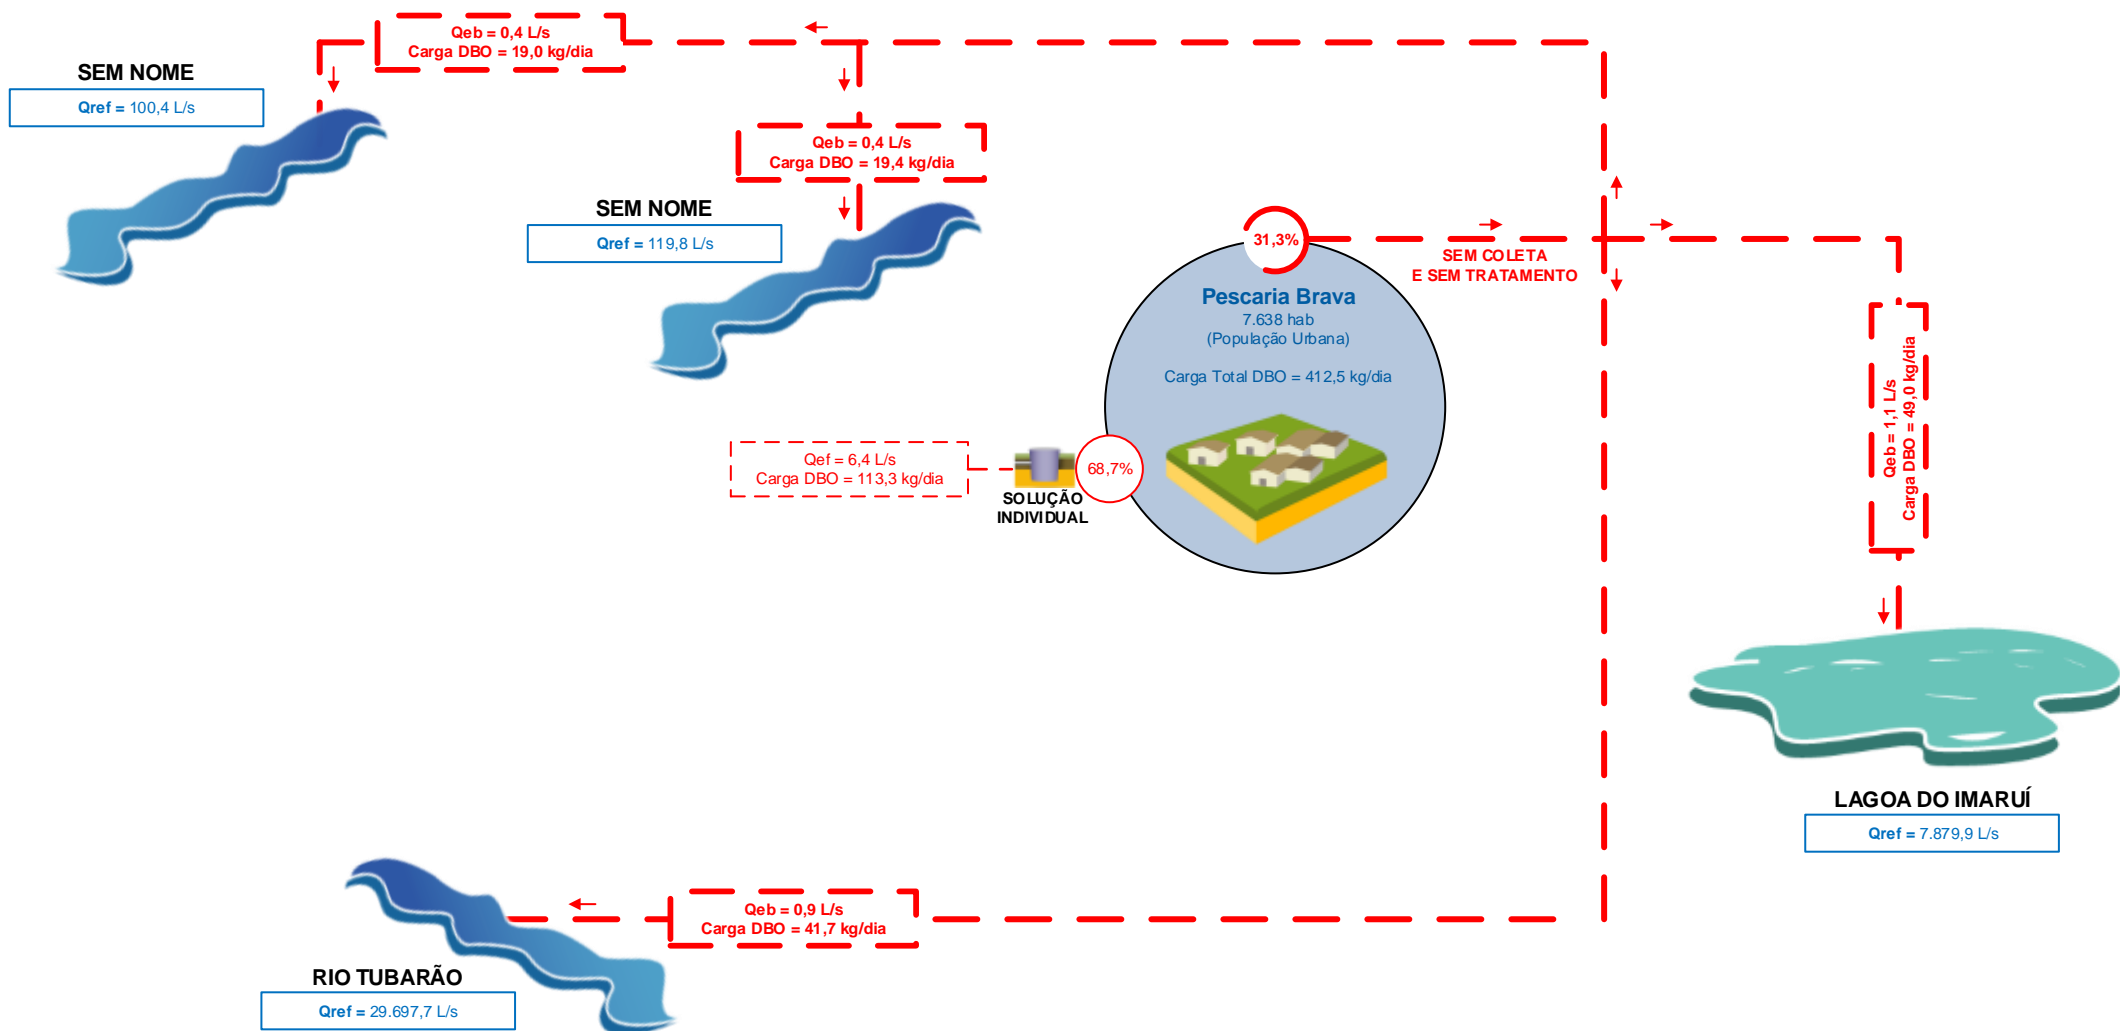 Qeb = 0,4 L/s
Carga DBO = 19,0 kg/dia
SEM NOME
Qref = 100,4 L/s
Qeb = 0,4 L/s
Carga DBO = 19,4 kg/dia
SEM NOME
Qref = 119,8 L/s
31,3%
SEM COLETA
E SEM TRATAMENTO
Pescaria Brava
7.638 hab
(População Urbana)
Carga Total DBO = 412,5 kg/dia
Qef = 6,4 L/s
Carga DBO = 113,3 kg/dia
68,7%
SOLUÇÃO
INDIVIDUAL
Qeb = 1,1 L/s
Carga DBO = 49,0 kg/dia
LAGOA DO IMARUÍ
Qref = 7.879,9 L/s
Qeb = 0,9 L/s
Carga DBO = 41,7 kg/dia
RIO TUBARÃO
Qref = 29.697,7 L/s